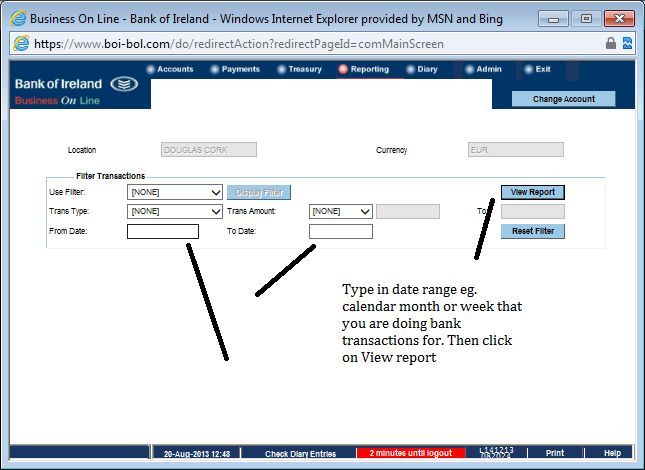 Business On Line - Bank of Ireland - Windows Internet Explorer provided by MSN and Bing
https://www.boi-bol.com/do/redirectAction?redirectPageId=comMainScreen
Accounts Payments Treasury Reporting Diary Admin Exit
Bank of Ireland
Business On Line
Change Account
Location DOUGLAS CORK Currency EUR
Filter Transactions
Use Filter: [NONE] Display Filter View Report
Trans Type: [NONE] Trans Amount: [NONE] To:
From Date: To Date: Reset Filter
Type in date range eg.
calendar month or week that
you are doing bank
transactions for. Then click
on View report
20-Aug-2013 12:48 Check Diary Entries 2 minutes until logout Print Help